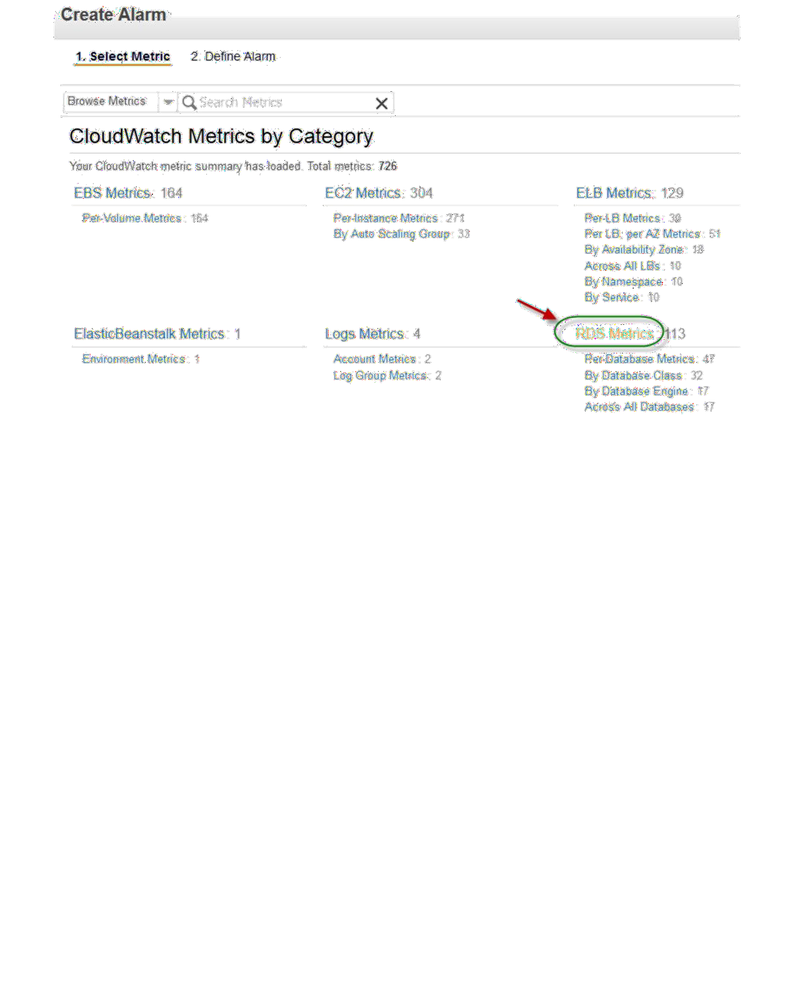 Create Alarm
1. Select Metric 2. Define Alarm
Browse Metrics Search Metrics
CloudWatch Metrics by Category
Your CloudWatch metric summary has loaded. Total metrics: 726
EBS Metrics: 164
Per-Volume Metrics: 164
EC2 Metrics: 304
Per-Instance Metrics: 271
By Auto Scaling Group: 33
ELB Metrics: 129
Per-LB Metrics: 30
Per LB, per AZ Metrics: 51
By Availability Zone: 18
Across All LBs: 10
By Namespace: 10
By Service: 10
ElasticBeanstalk Metrics: 1
Environment Metrics: 1
Logs Metrics: 4
Account Metrics: 2
Log Group Metrics: 2
RDS Metrics: 113
Per-Database Metrics: 47
By Database Class: 32
By Database Engine: 17
Across All Databases: 17